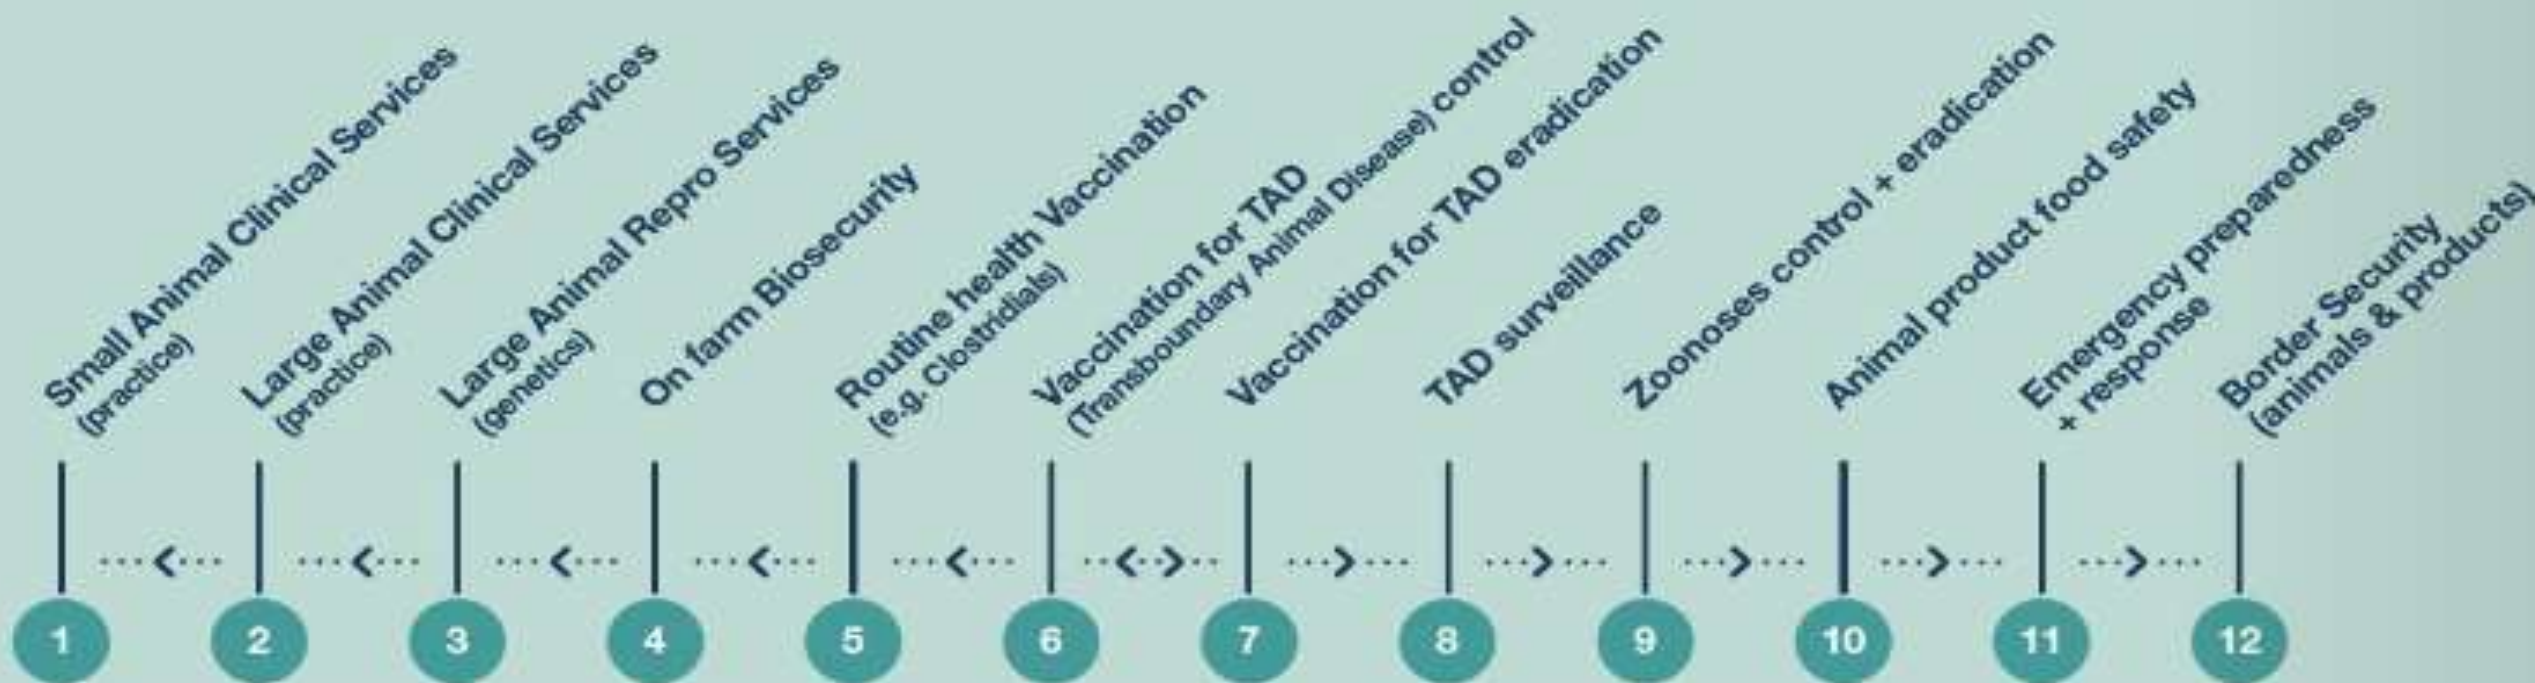 Small Animal Clinical Services
(practice)
Large Animal Clinical Services
(practice)
Large Animal Repro Services
(genetics)
On farm Biosecurity
Routine health Vaccination
(e.g. Clostridials)
Vaccination for TAD
(Transboundary Animal Disease) control
Vaccination for TAD eradication
TAD surveillance
Zoonoses control + eradication
Animal product food safety
Emergency preparedness
+ response
Border Security
(animals & products)
1
2
3
4
5
6
7
8
9
10
11
12